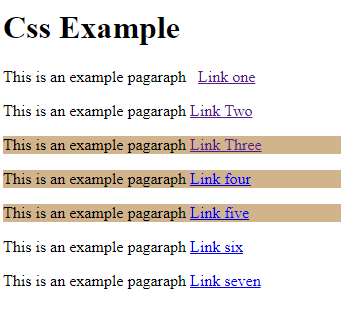 Css Example
This is an example pagaraph Link one
This is an example pagaraph Link Two
This is an example pagaraph Link Three
This is an example pagaraph Link four
This is an example pagaraph Link five
This is an example pagaraph Link six
This is an example pagaraph Link seven